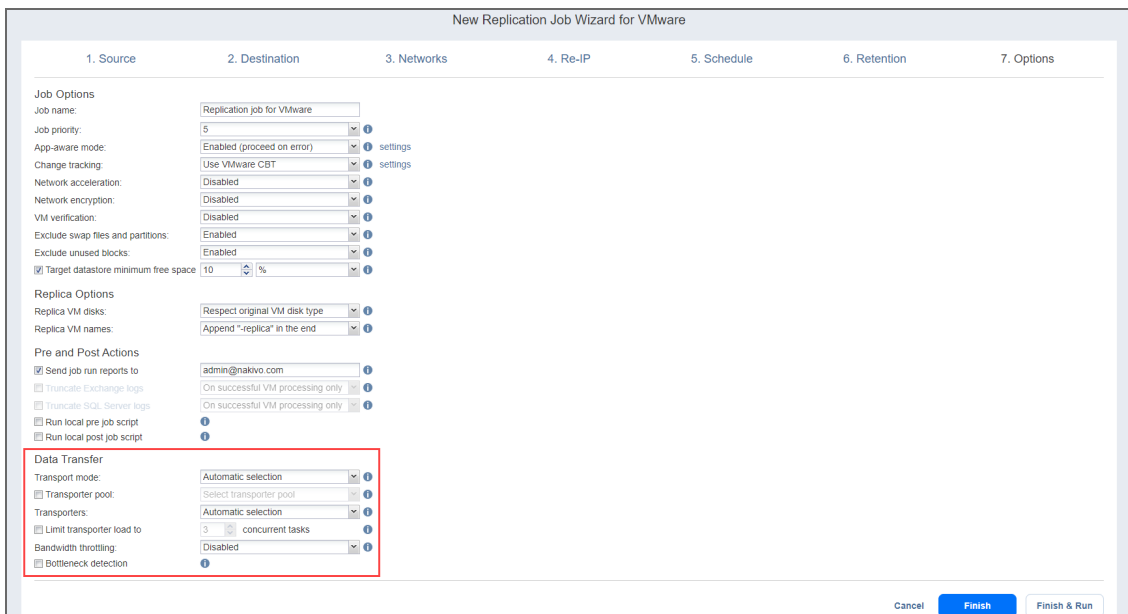 New Replication Job Wizard for VMware
1. Source 2. Destination 3. Networks 4. Re-IP 5. Schedule 6. Retention 7. Options
Job Options
Job name: Replication job for VMware
Job priority: 5
App-aware mode: Enabled (proceed on error) settings
Change tracking: Use VMware CBT settings
Network acceleration: Disabled
Network encryption: Disabled
VM verification: Disabled
Exclude swap files and partitions: Enabled
Exclude unused blocks: Enabled
Target datastore minimum free space 10 %
Replica Options
Replica VM disks: Respect original VM disk type
Replica VM names: Append "-replica" in the end
Pre and Post Actions
Send job run reports to admin@nakivo.com
Truncate Exchange logs On successful VM processing only
Truncate SQL Server logs On successful VM processing only
Run local pre job script
Run local post job script
Data Transfer
Transport mode: Automatic selection
Transporter pool: Select transporter pool
Transporters: Automatic selection
Limit transporter load to 3 concurrent tasks
Bandwidth throttling: Disabled
Bottleneck detection
Cancel Finish Finish & Run